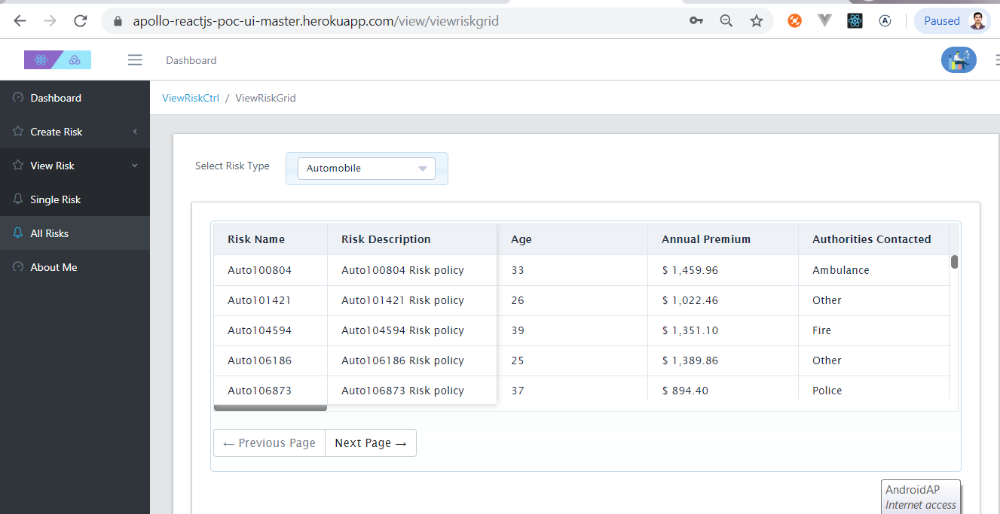 apollo-reactjs-poc-ui-master.herokuapp.com/view/viewriskgrid
Paused
Dashboard
Dashboard
Create Risk
View Risk
Single Risk
All Risks
About Me
ViewRiskCtrl / ViewRiskGrid
Select Risk Type Automobile
Risk Name Risk Description Age Annual Premium Authorities Contacted
Auto100804 Auto100804 Risk policy 33 $ 1,459.96 Ambulance
Auto101421 Auto101421 Risk policy 26 $ 1,022.46 Other
Auto104594 Auto104594 Risk policy 39 $ 1,351.10 Fire
Auto106186 Auto106186 Risk policy 25 $ 1,389.86 Other
Auto106873 Auto106873 Risk policy 37 $ 894.40 Police
← Previous Page Next Page →
AndroidAP
Internet access